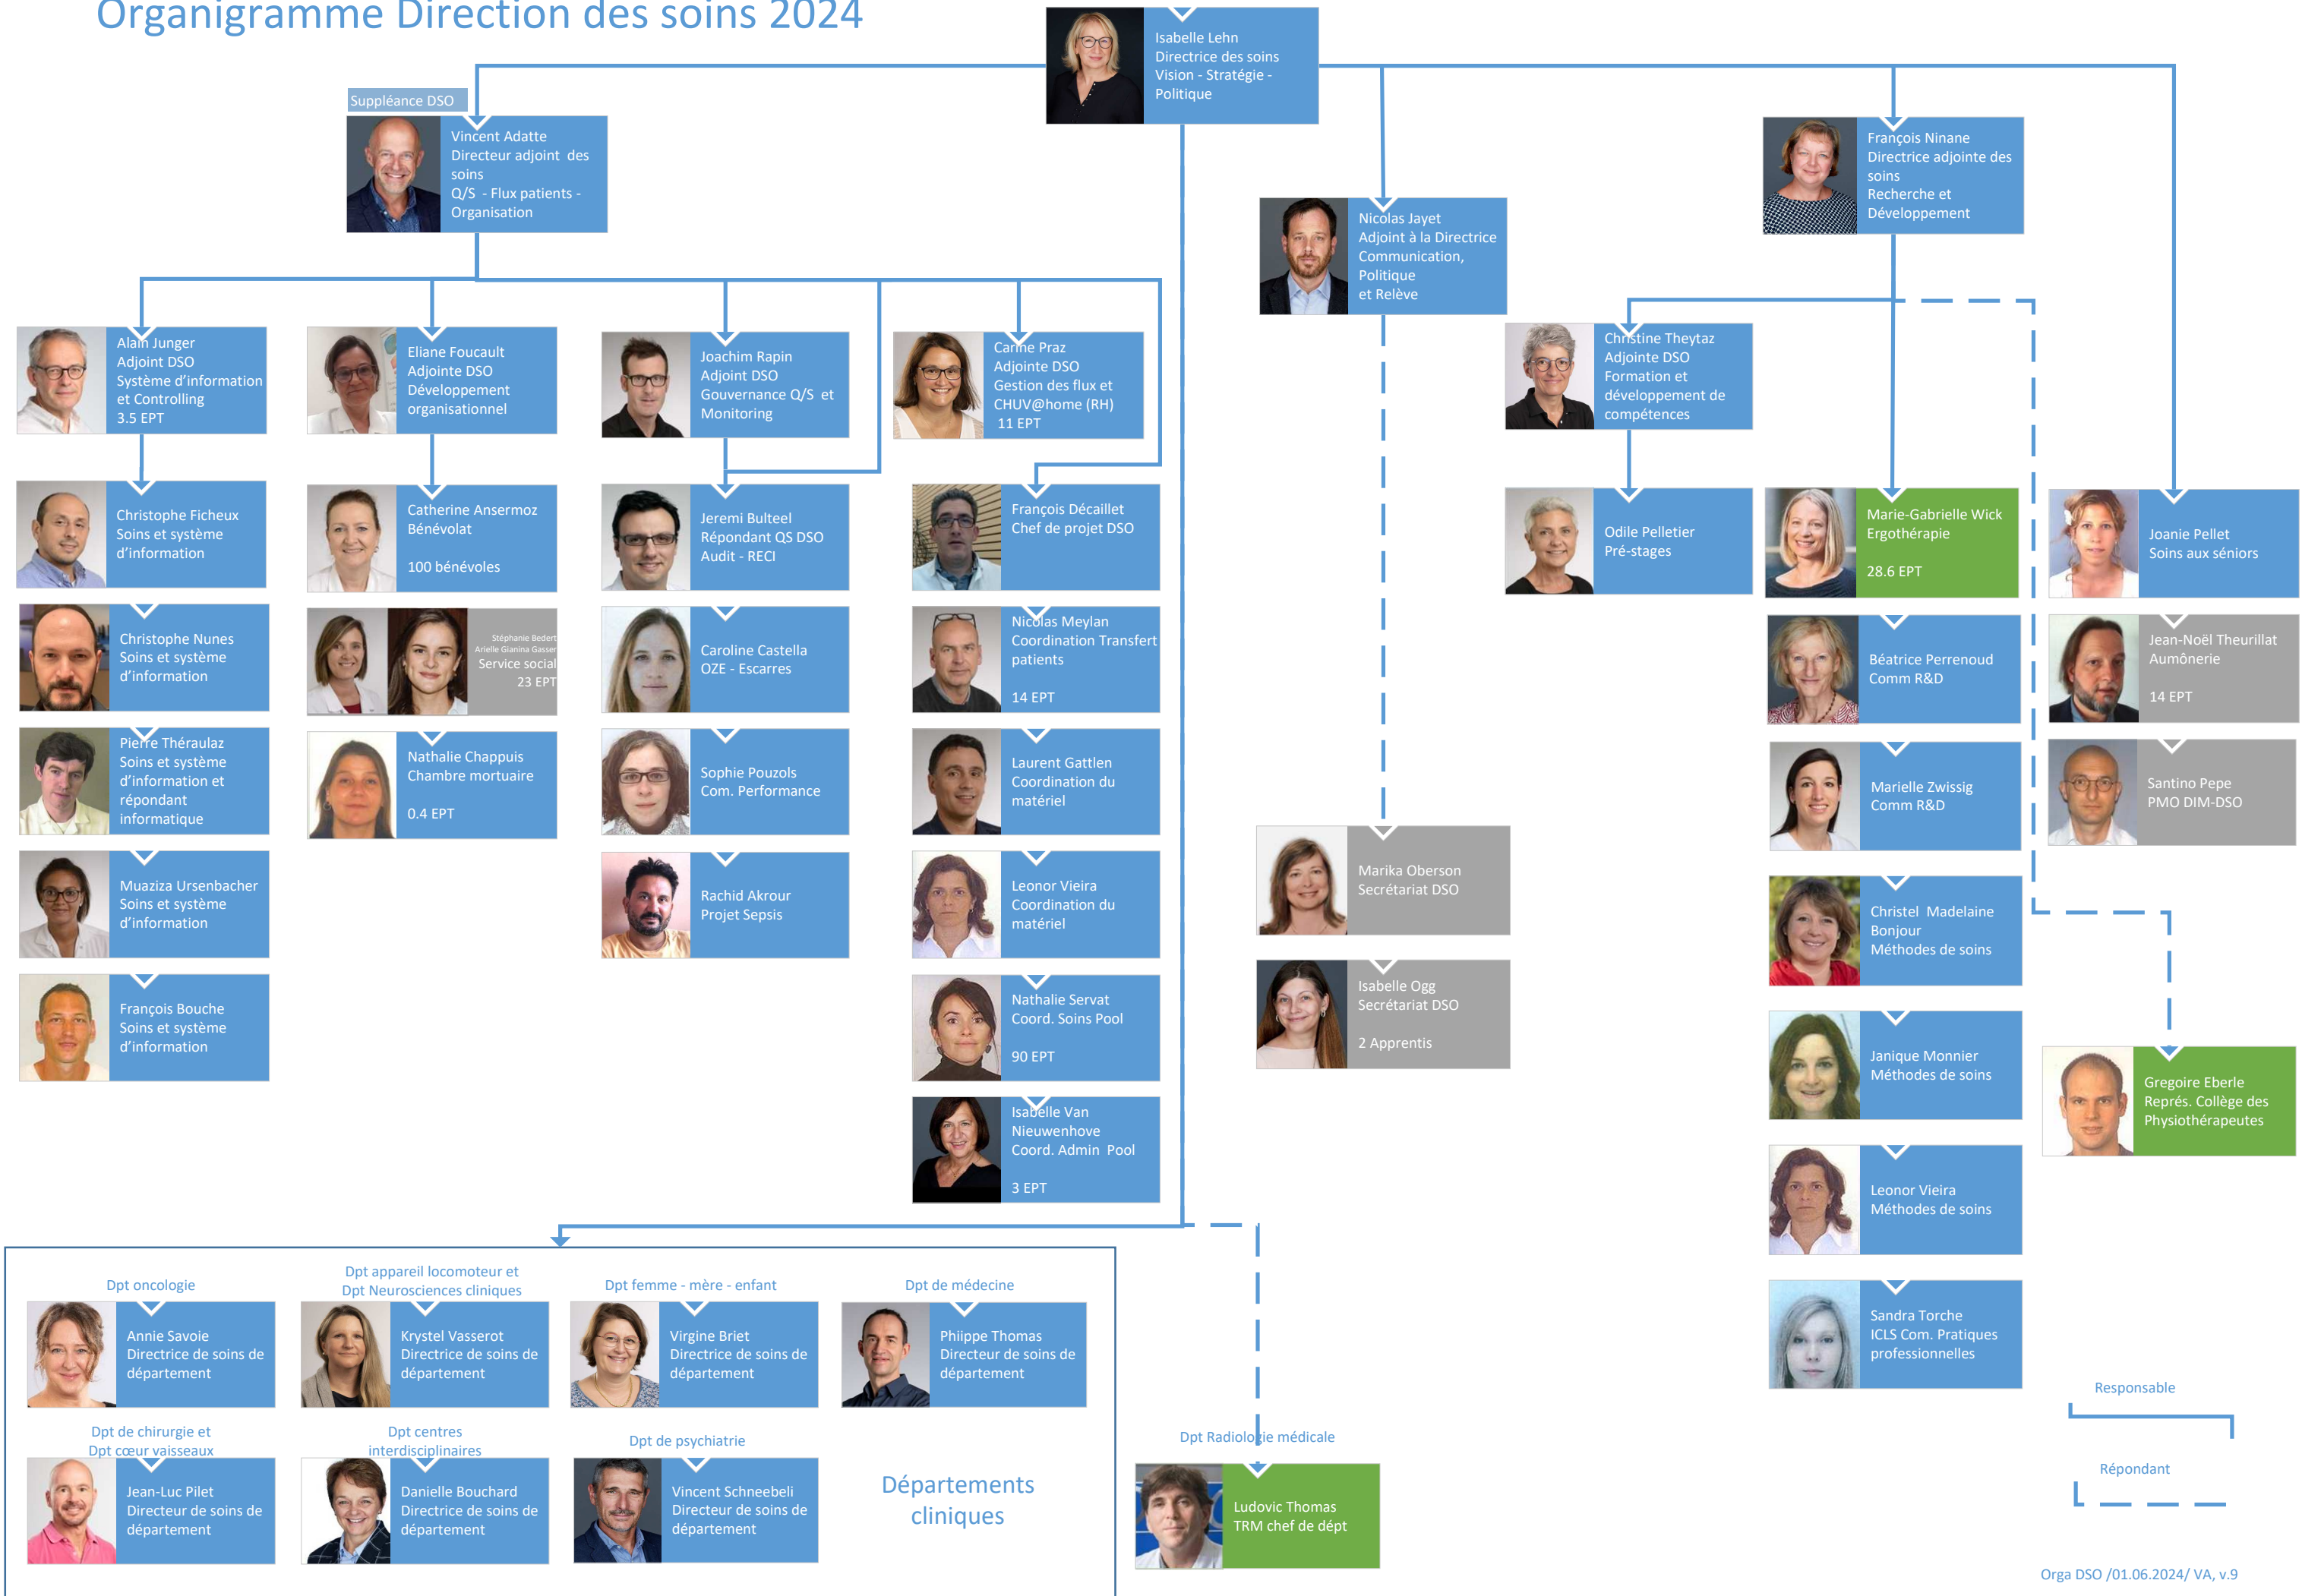 Organigramme Direction des soins 2024
Isabelle Lehn
Directrice des soins
Vision - Stratégie -
Politique
Suppléance DSO
Vincent Adatte
Directeur adjoint des
soins
Q/S - Flux patients -
Organisation
François Ninane
Directrice adjointe des
soins
Recherche et
Développement
Nicolas Jayet
Adjoint à la Directrice
Communication,
Politique
et Relève
Alain Junger
Adjoint DSO
Système d'information
et Controlling
3.5 EPT
Eliane Foucault
Adjointe DSO
Développement
organisationnel
Joachim Rapin
Adjoint DSO
Gouvernance Q/S et
Monitoring
Carine Praz
Adjointe DSO
Gestion des flux et
CHUV@home (RH)
11 EPT
Christine Theytaz
Adjointe DSO
Formation et
développement de
compétences
Christophe Ficheux
Soins et système
d'information
Catherine Ansermoz
Bénévolat
100 bénévoles
Jeremi Bulteel
Répondant QS DSO
Audit - RECI
François Décaillet
Chef de projet DSO
Odile Pelletier
Pré-stages
Marie-Gabrielle Wick
Ergothérapie
28.6 EPT
Joanie Pellet
Soins aux séniors
Christophe Nunes
Soins et système
d'information
Stéphanie Bedert
Arielle Gianina Gasser
Service social
23 EPT
Caroline Castella
OZE - Escarres
Nicolas Meylan
Coordination Transfert
patients
14 EPT
Béatrice Perrenoud
Comm R&D
Jean-Noël Theurillat
Aumônerie
14 EPT
Pierre Théraulaz
Soins et système
d'information et
répondant
informatique
Nathalie Chappuis
Chambre mortuaire
0.4 EPT
Sophie Pouzols
Com. Performance
Laurent Gattlen
Coordination du
matériel
Marielle Zwissig
Comm R&D
Santino Pepe
PMO DIM-DSO
Muaziza Ursenbacher
Soins et système
d'information
Rachid Akrour
Projet Sepsis
Leonor Vieira
Coordination du
matériel
Marika Oberson
Secrétariat DSO
Christel Madelaine
Bonjour
Méthodes de soins
François Bouche
Soins et système
d'information
Nathalie Servat
Coord. Soins Pool
90 EPT
Isabelle Ogg
Secrétariat DSO
2 Apprentis
Janique Monnier
Méthodes de soins
Gregoire Eberle
Représ. Collège des
Physiothérapeutes
Isabelle Van
Nieuwenhove
Coord. Admin Pool
3 EPT
Leonor Vieira
Méthodes de soins
Sandra Torche
ICLS Com. Pratiques
professionnelles
Dpt oncologie
Annie Savoie
Directrice de soins de
département
Dpt appareil locomoteur et
Dpt Neurosciences cliniques
Krystel Vasserot
Directrice de soins de
département
Dpt femme - mère - enfant
Virgine Briet
Directrice de soins de
département
Dpt de médecine
Phiippe Thomas
Directeur de soins de
département
Dpt de chirurgie et
Dpt cœur vaisseaux
Jean-Luc Pilet
Directeur de soins de
département
Dpt centres
interdisciplinaires
Danielle Bouchard
Directrice de soins de
département
Dpt de psychiatrie
Vincent Schneebeli
Directeur de soins de
département
Départements
cliniques
Dpt Radiologie médicale
Ludovic Thomas
TRM chef de dépt
Responsable
Répondant
Orga DSO /01.06.2024/ VA, v.9